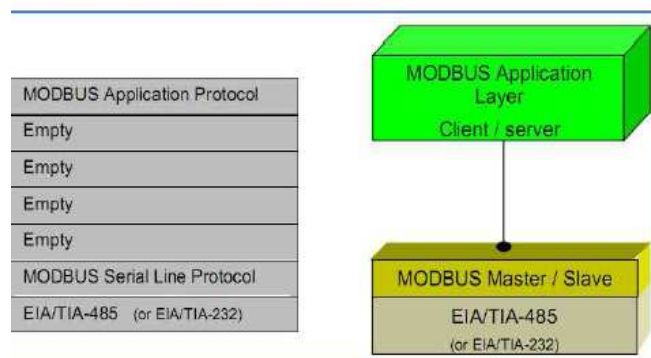 MODBUS Application Protocol
Empty
Empty
Empty
Empty
MODBUS Serial Line Protocol
EIA/TIA-485 (or EIA/TIA-232)
MODBUS Application
Layer
Client / server
MODBUS Master / Slave
EIA/TIA-485
(or EIA/TIA-232)